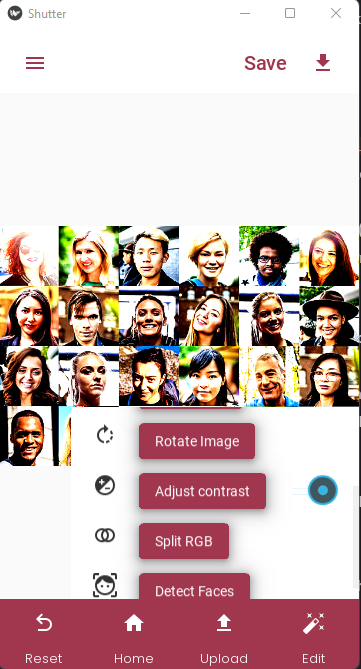 Shutter
Save
Rotate Image
Adjust contrast
Split RGB
Detect Faces
Reset Home Upload Edit